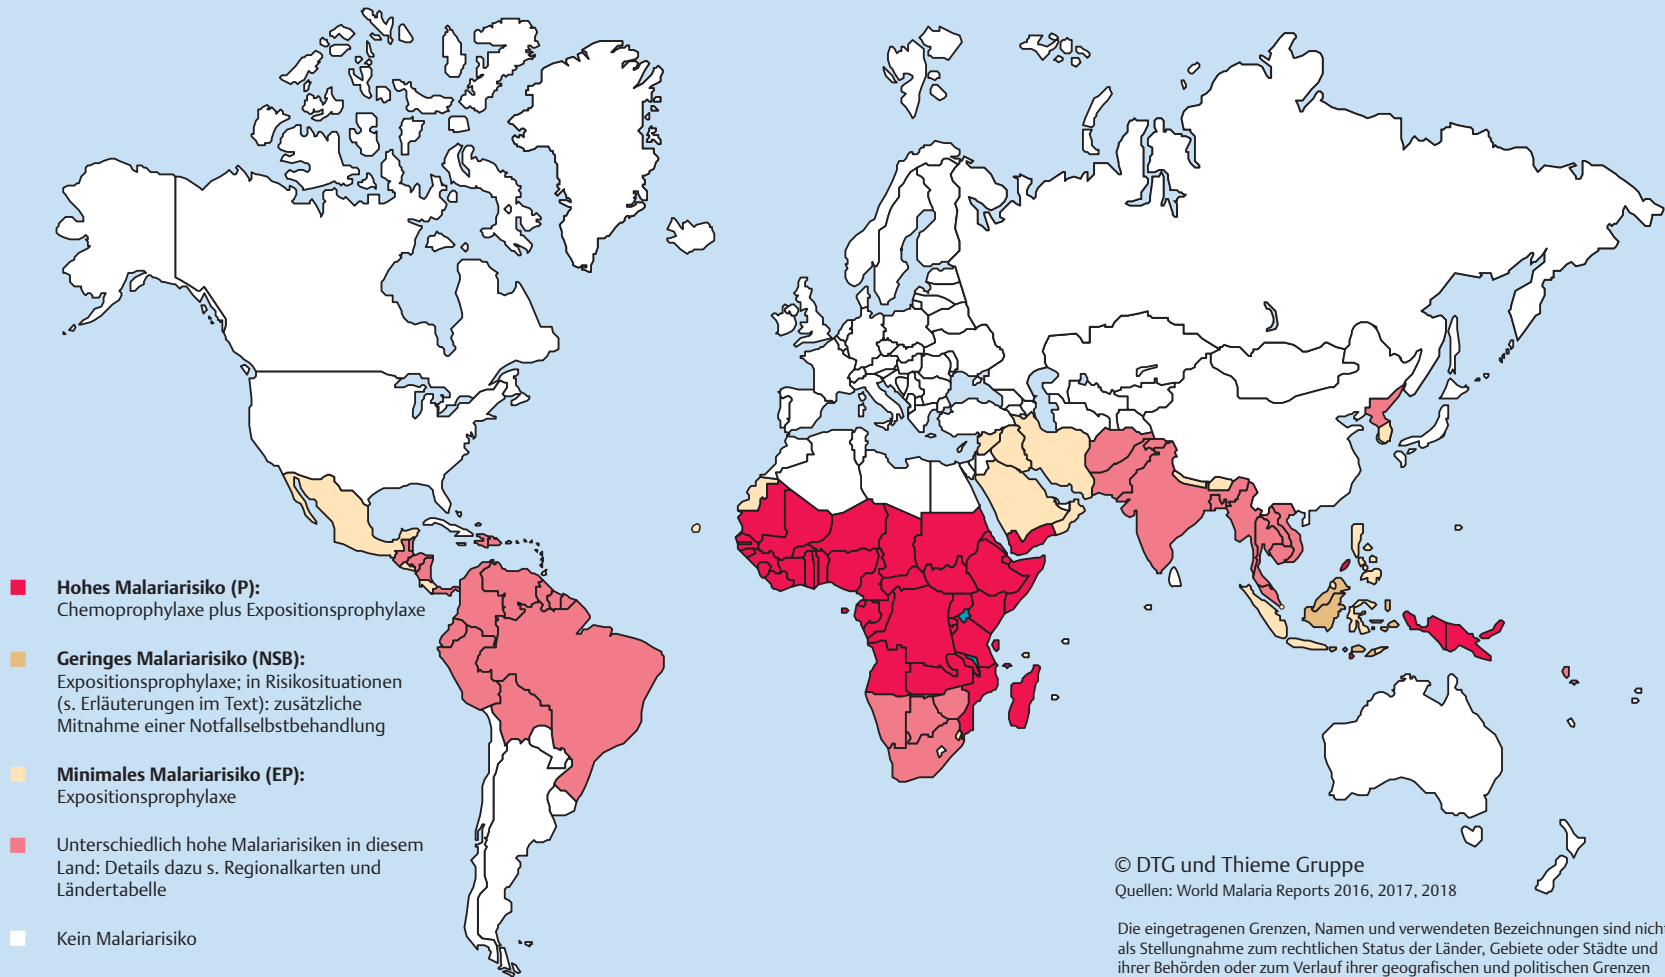 Hohes Malariarisiko (P):
Chemoprophylaxe plus Expositionsprophylaxe
Geringes Malariarisiko (NSB):
Expositionsprophylaxe; in Risikosituationen
(s. Erläuterungen im Text): zusätzliche
Mitnahme einer Notfallselbstbehandlung
Minimales Malariarisiko (EP):
Expositionsprophylaxe
Unterschiedlich hohe Malariarisiken in diesem
Land: Details dazu s. Regionalkarten und
Ländertabelle
Kein Malariarisiko
© DTG und Thieme Gruppe
Quellen: World Malaria Reports 2016, 2017, 2018
Die eingetragenen Grenzen, Namen und verwendeten Bezeichnungen sind nicht
als Stellungnahme zum rechtlichen Status der Länder, Gebiete oder Städte und
ihrer Behörden oder zum Verlauf ihrer geografischen und politischen Grenzen